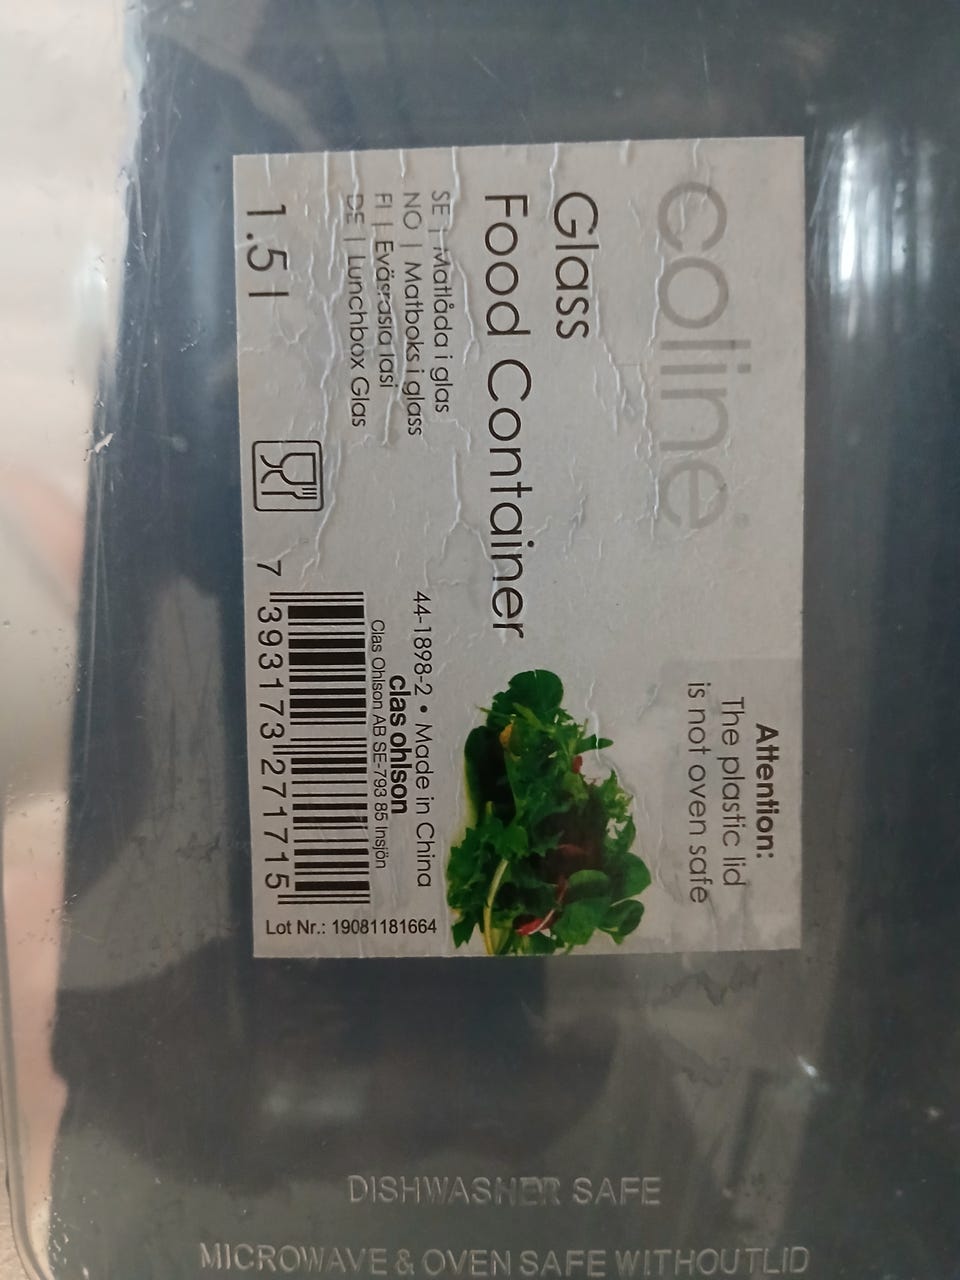 coline
Attention:
The plastic lid
is not oven safe
Glass
Food Container
SE | Matlåda i glas
NO | Matboks i glass
FI | Eväsrasia lasi
DE | Lunchbox Glas
1.5 l
44-1898-2 • Made in China
clas ohlson
Clas Ohlson AB SE-793 85 Insjön
7 393173 271715
Lot Nr.: 19081181664
DISHWASHER SAFE
MICROWAVE & OVEN SAFE WITHOUT LID